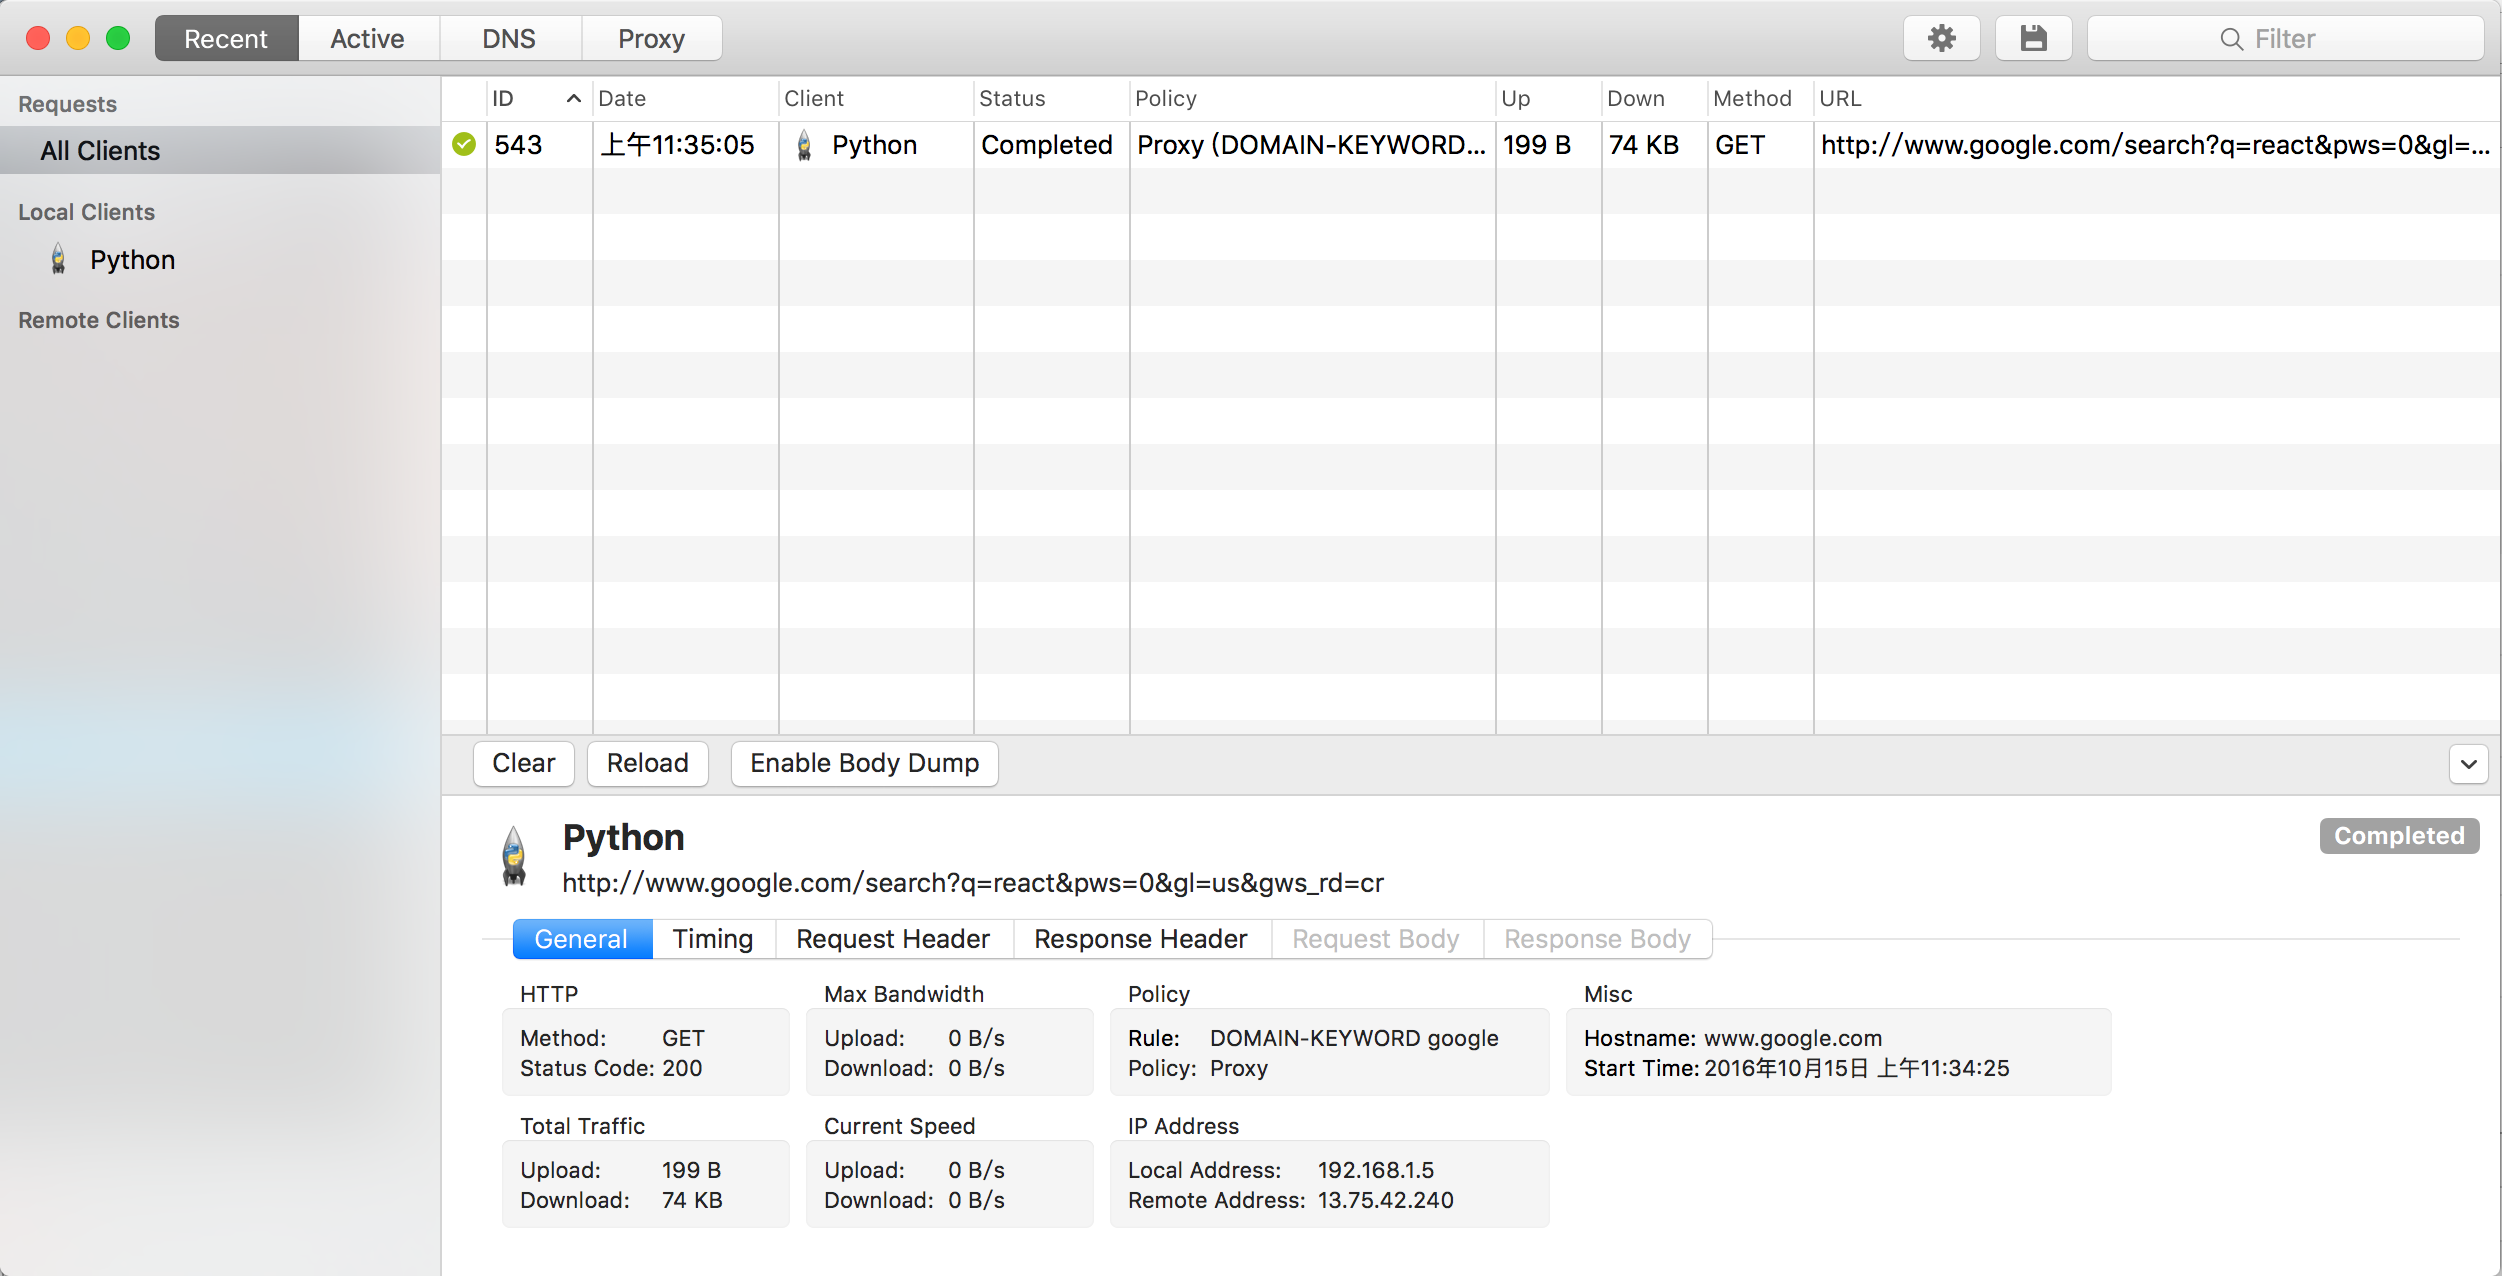 Recent Active DNS Proxy Filter
Requests
All Clients
Local Clients
Python
Remote Clients
ID Date Client Status Policy Up Down Method URL
543 上午11:35:05 Python Completed Proxy (DOMAIN-KEYWORD... 199 B 74 KB GET http://www.google.com/search?q=react&pws=0&gl=...
Clear Reload Enable Body Dump
Python
Completed
http://www.google.com/search?q=react&pws=0&gl=us&gws_rd=cr
General Timing Request Header Response Header Request Body Response Body
HTTP Max Bandwidth Policy Misc
Method: GET Upload: 0 B/s Rule: DOMAIN-KEYWORD google Hostname: www.google.com
Status Code: 200 Download: 0 B/s Policy: Proxy Start Time: 2016年10月15日 上午11:34:25
Total Traffic Current Speed IP Address
Upload: 199 B Upload: 0 B/s Local Address: 192.168.1.5
Download: 74 KB Download: 0 B/s Remote Address: 13.75.42.240